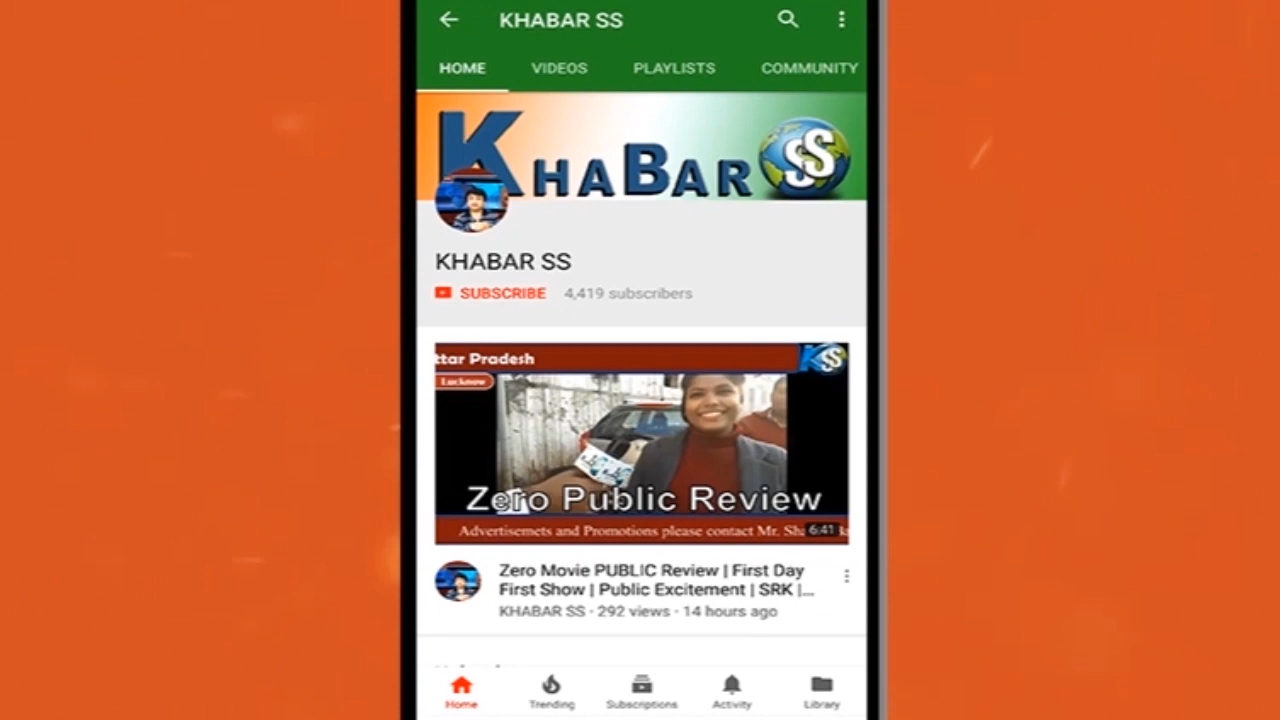 KHABAR SS
HOME VIDEOS PLAYLISTS COMMUNITY
KHABAR SS
KHABAR SS
SUBSCRIBE 4,419 subscribers
ttar Pradesh
KSS
Lucknow
Zero Public Review
Advertisemets and Promotions please contact Mr.
6:41
Zero Movie PUBLIC Review | First Day
First Show | Public Excitement | SRK |...
KHABAR SS · 292 views · 14 hours ago
Home Trending Subscriptions Activity Library